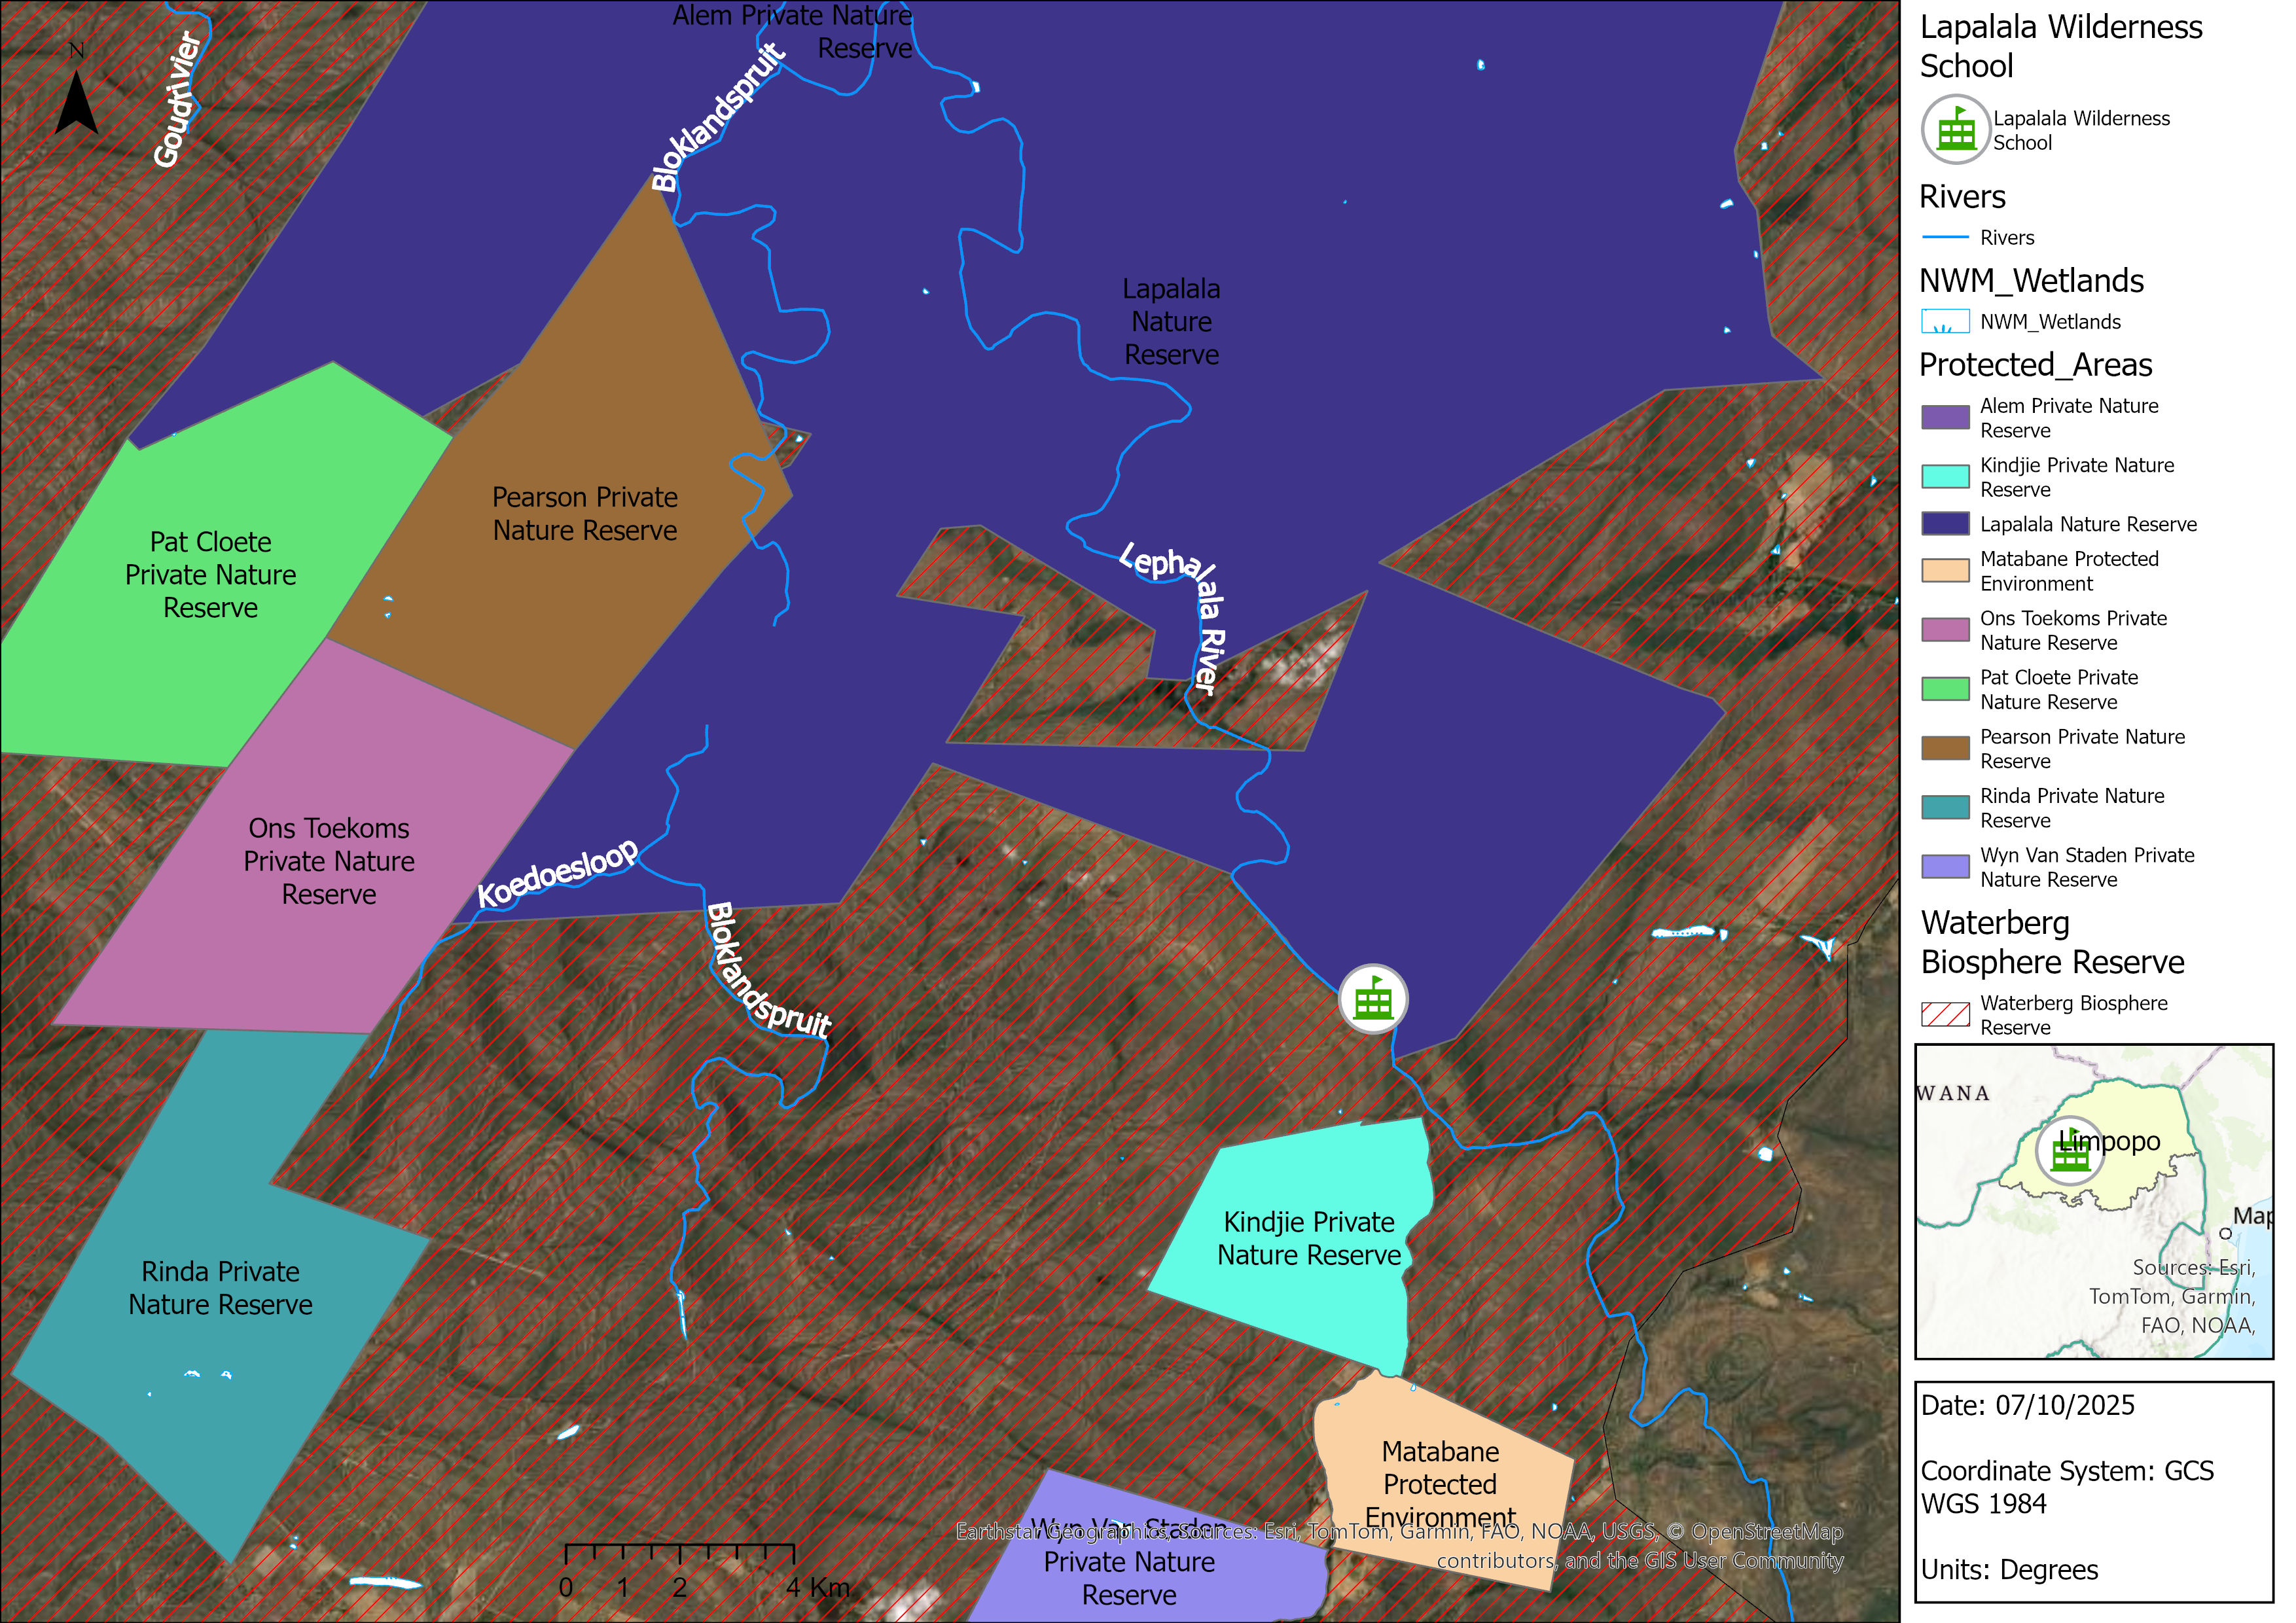 N
Goudrivier
Alem Private Nature
Reserve
Bloklandspruit
Lapalala
Nature
Reserve
Pearson Private
Nature Reserve
Pat Cloete
Private Nature
Reserve
Lephalala River
Ons Toekoms
Private Nature
Reserve
Koedoesloop
Bloklandspruit
Kindjie Private
Nature Reserve
Rinda Private
Nature Reserve
Matabane
Protected
Environment
Wyn Van Staden
Private Nature
Reserve
Earthstar Geographics, Sources: Esri, TomTom, Garmin, FAO, NOAA, USGS, © OpenStreetMap
contributors, and the GIS User Community
0 1 2 4 Km
Lapalala Wilderness
School
Lapalala Wilderness
School
Rivers
Rivers
NWM_Wetlands
NWM_Wetlands
Protected_Areas
Alem Private Nature
Reserve
Kindjie Private Nature
Reserve
Lapalala Nature Reserve
Matabane Protected
Environment
Ons Toekoms Private
Nature Reserve
Pat Cloete Private
Nature Reserve
Pearson Private Nature
Reserve
Rinda Private Nature
Reserve
Wyn Van Staden Private
Nature Reserve
Waterberg
Biosphere Reserve
Waterberg Biosphere
Reserve
WANA
Limpopo
Map
Sources: Esri,
TomTom, Garmin,
FAO, NOAA,
Date: 07/10/2025
Coordinate System: GCS
WGS 1984
Units: Degrees